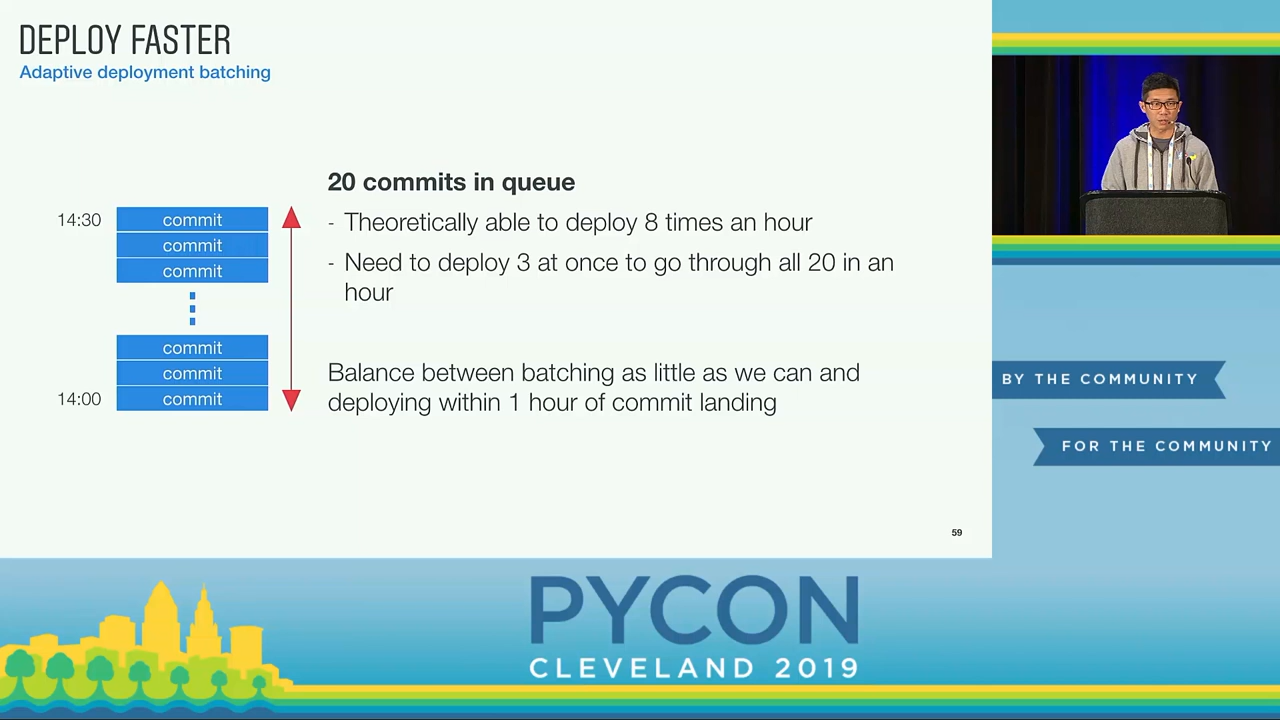 DEPLOY FASTER
Adaptive deployment batching
20 commits in queue
14:30
commit
commit
commit
- Theoretically able to deploy 8 times an hour
- Need to deploy 3 at once to go through all 20 in an
hour
commit
commit
14:00
commit
Balance between batching as little as we can and
deploying within 1 hour of commit landing
59
BY THE COMMUNITY
FOR THE COMMUNITY
PYCON
CLEVELAND 2019